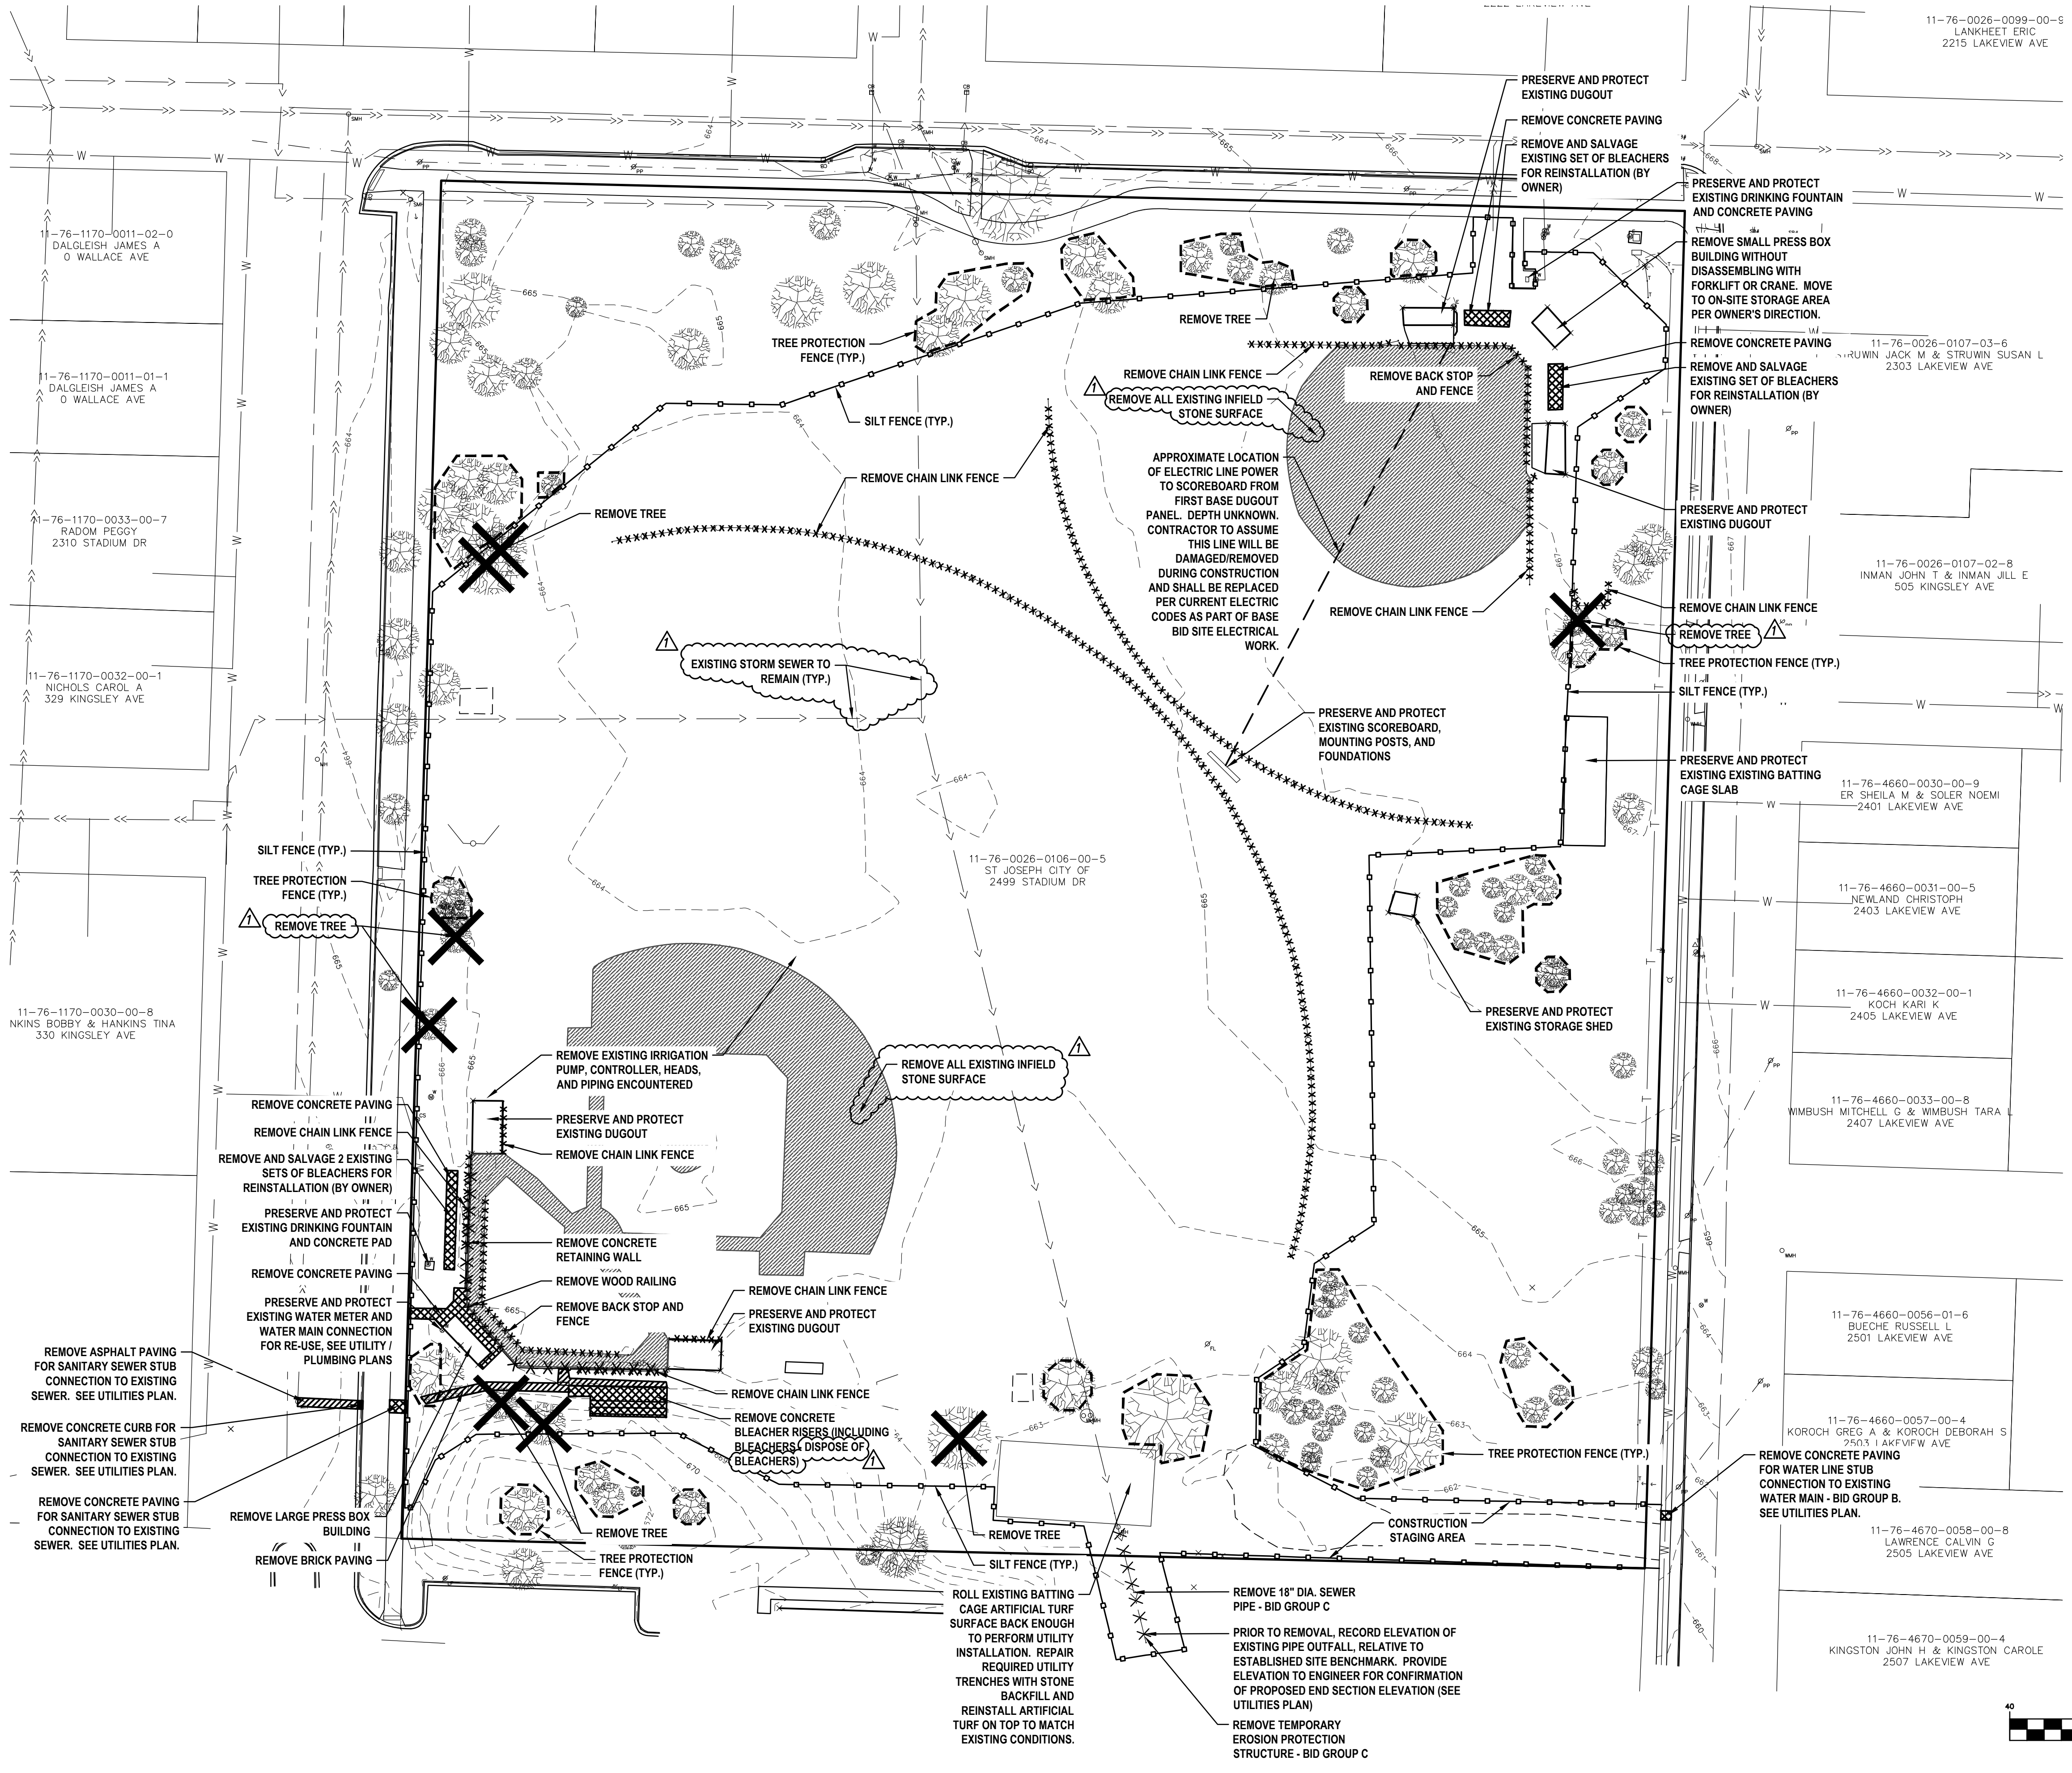 11-76-0026-0099-00-9
LANKHEET ERIC
2215 LAKEVIEW AVE
PRESERVE AND PROTECT
EXISTING DUGOUT
REMOVE CONCRETE PAVING
REMOVE AND SALVAGE
EXISTING SET OF BLEACHERS
FOR REINSTALLATION (BY
OWNER)
PRESERVE AND PROTECT
EXISTING DRINKING FOUNTAIN
AND CONCRETE PAVING
REMOVE SMALL PRESS BOX
BUILDING WITHOUT
DISASSEMBLING WITH
FORKLIFT OR CRANE. MOVE
TO ON-SITE STORAGE AREA
PER OWNER'S DIRECTION.
REMOVE CONCRETE PAVING
11-76-0026-0107-03-6
STRUWIN JACK M & STRUWIN SUSAN L
2303 LAKEVIEW AVE
REMOVE AND SALVAGE
EXISTING SET OF BLEACHERS
FOR REINSTALLATION (BY
OWNER)
11-76-1170-0011-02-0
DALGLEISH JAMES A
0 WALLACE AVE
11-76-1170-0011-01-1
DALGLEISH JAMES A
0 WALLACE AVE
TREE PROTECTION
FENCE (TYP.)
REMOVE TREE
REMOVE CHAIN LINK FENCE
REMOVE BACK STOP
AND FENCE
1
REMOVE ALL EXISTING INFIELD
STONE SURFACE
SILT FENCE (TYP.)
REMOVE CHAIN LINK FENCE
REMOVE TREE
APPROXIMATE LOCATION
OF ELECTRIC LINE POWER
TO SCOREBOARD FROM
FIRST BASE DUGOUT
PANEL. DEPTH UNKNOWN.
CONTRACTOR TO ASSUME
THIS LINE WILL BE
DAMAGED/REMOVED
DURING CONSTRUCTION
AND SHALL BE REPLACED
PER CURRENT ELECTRIC
CODES AS PART OF BASE
BID SITE ELECTRICAL
WORK.
PRESERVE AND PROTECT
EXISTING DUGOUT
11-76-1170-0033-00-7
RADOM PEGGY
2310 STADIUM DR
11-76-0026-0107-02-8
INMAN JOHN T & INMAN JILL E
505 KINGSLEY AVE
REMOVE CHAIN LINK FENCE
REMOVE CHAIN LINK FENCE
REMOVE TREE
1
TREE PROTECTION FENCE (TYP.)
SILT FENCE (TYP.)
1
EXISTING STORM SEWER TO
REMAIN (TYP.)
11-76-1170-0032-00-1
NICHOLS CAROL A
329 KINGSLEY AVE
PRESERVE AND PROTECT
EXISTING SCOREBOARD,
MOUNTING POSTS, AND
FOUNDATIONS
PRESERVE AND PROTECT
EXISTING EXISTING BATTING
CAGE SLAB
11-76-4660-0030-00-9
ER SHEILA M & SOLER NOEMI
2401 LAKEVIEW AVE
SILT FENCE (TYP.)
TREE PROTECTION
FENCE (TYP.)
1
REMOVE TREE
11-76-0026-0106-00-5
ST JOSEPH CITY OF
2499 STADIUM DR
11-76-4660-0031-00-5
NEWLAND CHRISTOPH
2403 LAKEVIEW AVE
11-76-1170-0030-00-8
NKINS BOBBY & HANKINS TINA
330 KINGSLEY AVE
PRESERVE AND PROTECT
EXISTING STORAGE SHED
11-76-4660-0032-00-1
KOCH KARI K
2405 LAKEVIEW AVE
REMOVE EXISTING IRRIGATION
PUMP, CONTROLLER, HEADS,
AND PIPING ENCOUNTERED
REMOVE ALL EXISTING INFIELD
STONE SURFACE
1
11-76-4660-0033-00-8
WIMBUSH MITCHELL G & WIMBUSH TARA L
2407 LAKEVIEW AVE
REMOVE CONCRETE PAVING
REMOVE CHAIN LINK FENCE
PRESERVE AND PROTECT
EXISTING DUGOUT
REMOVE CHAIN LINK FENCE
REMOVE AND SALVAGE 2 EXISTING
SETS OF BLEACHERS FOR
REINSTALLATION (BY OWNER)
PRESERVE AND PROTECT
EXISTING DRINKING FOUNTAIN
AND CONCRETE PAD
REMOVE CONCRETE
RETAINING WALL
REMOVE CONCRETE PAVING
REMOVE WOOD RAILING
REMOVE BACK STOP AND
FENCE
REMOVE CHAIN LINK FENCE
PRESERVE AND PROTECT
EXISTING DUGOUT
PRESERVE AND PROTECT
EXISTING WATER METER AND
WATER MAIN CONNECTION
FOR RE-USE, SEE UTILITY /
PLUMBING PLANS
11-76-4660-0056-01-6
BUECHE RUSSELL L
2501 LAKEVIEW AVE
REMOVE ASPHALT PAVING
FOR SANITARY SEWER STUB
CONNECTION TO EXISTING
SEWER. SEE UTILITIES PLAN.
REMOVE CHAIN LINK FENCE
REMOVE CONCRETE
BLEACHER RISERS (INCLUDING
BLEACHERS - DISPOSE OF
BLEACHERS)
1
REMOVE CONCRETE CURB FOR
SANITARY SEWER STUB
CONNECTION TO EXISTING
SEWER. SEE UTILITIES PLAN.
11-76-4660-0057-00-4
KOROCH GREG A & KOROCH DEBORAH S
2503 LAKEVIEW AVE
TREE PROTECTION FENCE (TYP.)
REMOVE CONCRETE PAVING
FOR WATER LINE STUB
CONNECTION TO EXISTING
WATER MAIN - BID GROUP B.
SEE UTILITIES PLAN.
REMOVE CONCRETE PAVING
FOR SANITARY SEWER STUB
CONNECTION TO EXISTING
SEWER. SEE UTILITIES PLAN.
REMOVE LARGE PRESS BOX
BUILDING
REMOVE BRICK PAVING
REMOVE TREE
TREE PROTECTION
FENCE (TYP.)
REMOVE TREE
SILT FENCE (TYP.)
CONSTRUCTION
STAGING AREA
11-76-4670-0058-00-8
LAWRENCE CALVIN G
2505 LAKEVIEW AVE
ROLL EXISTING BATTING
CAGE ARTIFICIAL TURF
SURFACE BACK ENOUGH
TO PERFORM UTILITY
INSTALLATION. REPAIR
REQUIRED UTILITY
TRENCHES WITH STONE
BACKFILL AND
REINSTALL ARTIFICIAL
TURF ON TOP TO MATCH
EXISTING CONDITIONS.
REMOVE 18" DIA. SEWER
PIPE - BID GROUP C
PRIOR TO REMOVAL, RECORD ELEVATION OF
EXISTING PIPE OUTFALL, RELATIVE TO
ESTABLISHED SITE BENCHMARK. PROVIDE
ELEVATION TO ENGINEER FOR CONFIRMATION
OF PROPOSED END SECTION ELEVATION (SEE
UTILITIES PLAN)
REMOVE TEMPORARY
EROSION PROTECTION
STRUCTURE - BID GROUP C
11-76-4670-0059-00-4
KINGSTON JOHN H & KINGSTON CAROLE
2507 LAKEVIEW AVE
40